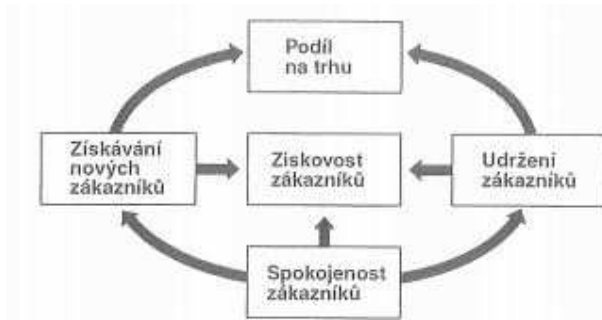 Podíl
na trhu
Získávání
nových
zákazníků
Ziskovost
zákazníků
Udržení
zákazníků
Spokojenost
zákazníků